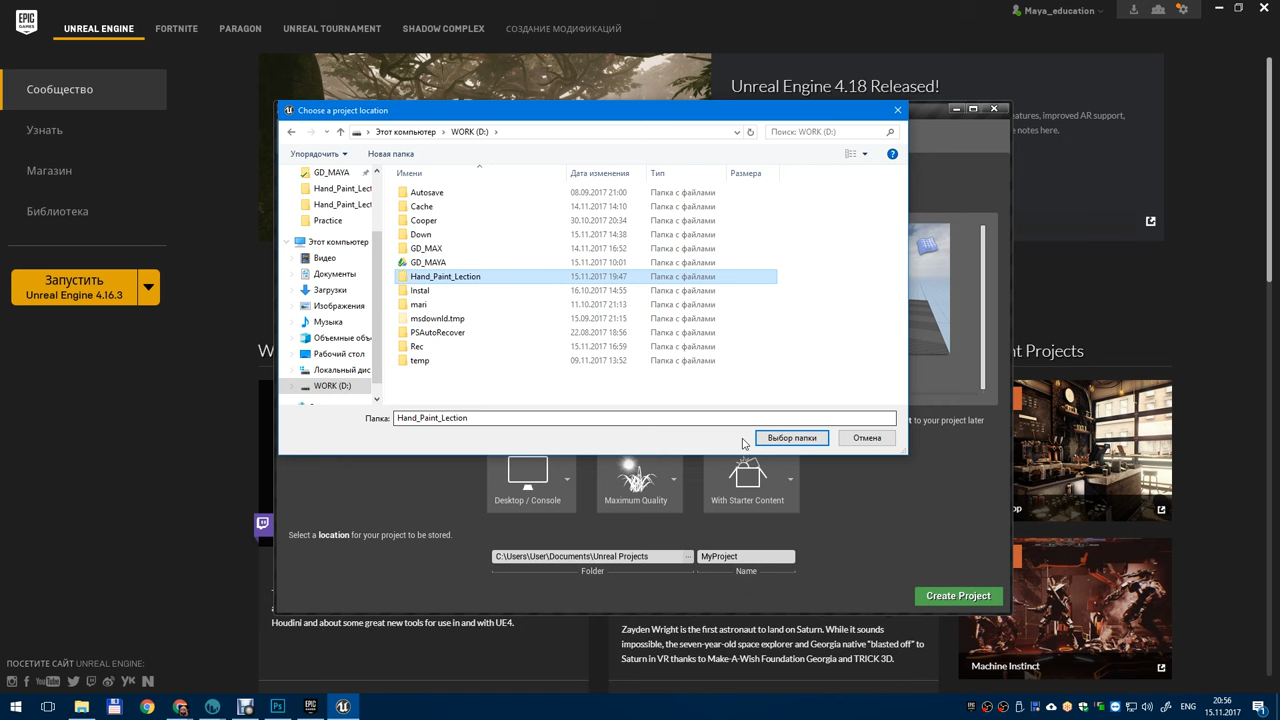 EPIC GAMES
UNREAL ENGINE
FORTNITE
PARAGON
UNREAL TOURNAMENT
SHADOW COMPLEX
СОЗДАНИЕ МОДИФИКАЦИЙ
Maya_education
Сообщество
Узнать
Магазин
Библиотека
Запустить
Unreal Engine 4.16.3
Unreal Engine 4.18 Released!
eatures, improved AR support,
e notes here.
Choose a project location
Этот компьютер
WORK (D:)
Поиск: WORK (D:)
Упорядочить
Новая папка
Имени
Дата изменения
Тип
Размера
GD_MAYA
Hand_Paint_Lect
Hand_Paint_Lect
Practice
Этот компьютер
Видео
Документы
Загрузки
Изображения
Музыка
Объемные объ
Рабочий стол
Локальный дис
WORK (D:)
Autosave 08.09.2017 21:00 Папка с файлами
Cache 14.11.2017 14:10 Папка с файлами
Cooper 30.10.2017 20:34 Папка с файлами
Down 15.11.2017 14:38 Папка с файлами
GD_MAX 14.11.2017 16:52 Папка с файлами
GD_MAYA 15.11.2017 10:01 Папка с файлами
Hand_Paint_Lection 15.11.2017 19:47 Папка с файлами
Instal 16.10.2017 14:55 Папка с файлами
mari 11.10.2017 21:13 Папка с файлами
msdownld.tmp 15.09.2017 21:15 Папка с файлами
PSAutoRecover 22.08.2017 18:56 Папка с файлами
Rec 15.11.2017 16:59 Папка с файлами
temp 09.11.2017 13:52 Папка с файлами
Папка:
Hand_Paint_Lection
Выбор папки
Отмена
W
nt Projects
t to your project later
Desktop / Console
Maximum Quality
With Starter Content
op
Select a location for your project to be stored.
C:\Users\User\Documents\Unreal Projects
...
MyProject
Folder
Name
Create Project
Houdini and about some great new tools for use in and with UE4.
Zayden Wright is the first astronaut to land on Saturn. While it sounds
impossible, the seven-year-old space explorer and Georgia native "blasted off" to
Saturn in VR thanks to Make-A-Wish Foundation Georgia and TRICK 3D.
Machine Instinct
ПОСЕТИТЕ САЙТ UNREAL ENGINE:
You Tube
Ps
20:56
15.11.2017